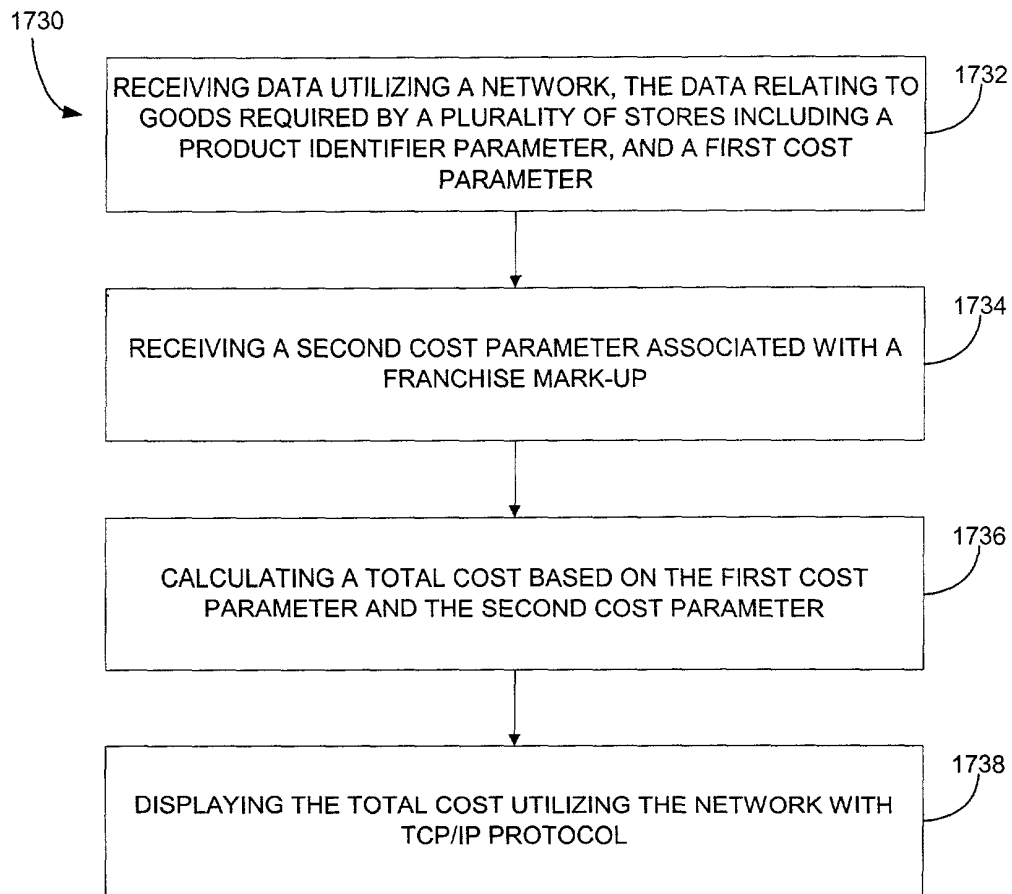 1730
RECEIVING DATA UTILIZING A NETWORK, THE DATA RELATING TO
GOODS REQUIRED BY A PLURALITY OF STORES INCLUDING A
PRODUCT IDENTIFIER PARAMETER, AND A FIRST COST
PARAMETER
1732
RECEIVING A SECOND COST PARAMETER ASSOCIATED WITH A
FRANCHISE MARK-UP
1734
CALCULATING A TOTAL COST BASED ON THE FIRST COST
PARAMETER AND THE SECOND COST PARAMETER
1736
DISPLAYING THE TOTAL COST UTILIZING THE NETWORK WITH
TCP/IP PROTOCOL
1738